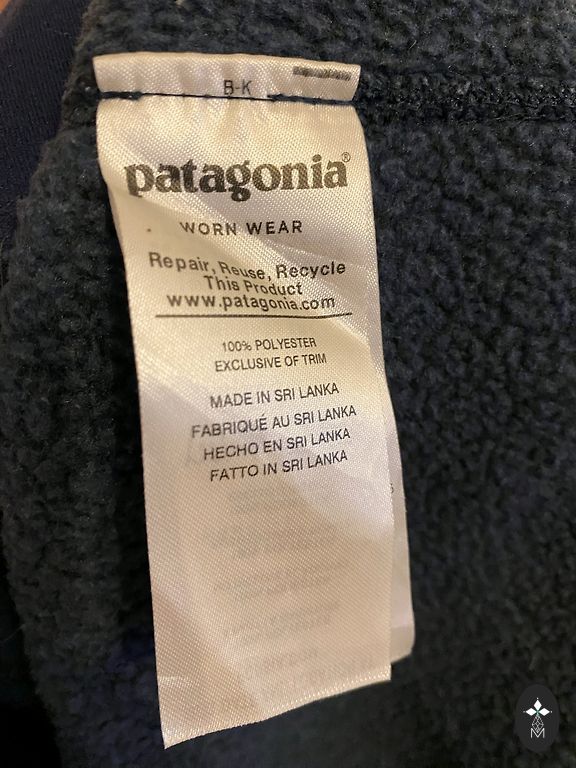 B-K
patagonia®
WORN WEAR
Repair, Reuse, Recycle
This Product
www.patagonia.com
100% POLYESTER
EXCLUSIVE OF TRIM
MADE IN SRI LANKA
FABRIQUÉ AU SRI LANKA
HECHO EN SRI LANKA
FATTO IN SRI LANKA
M